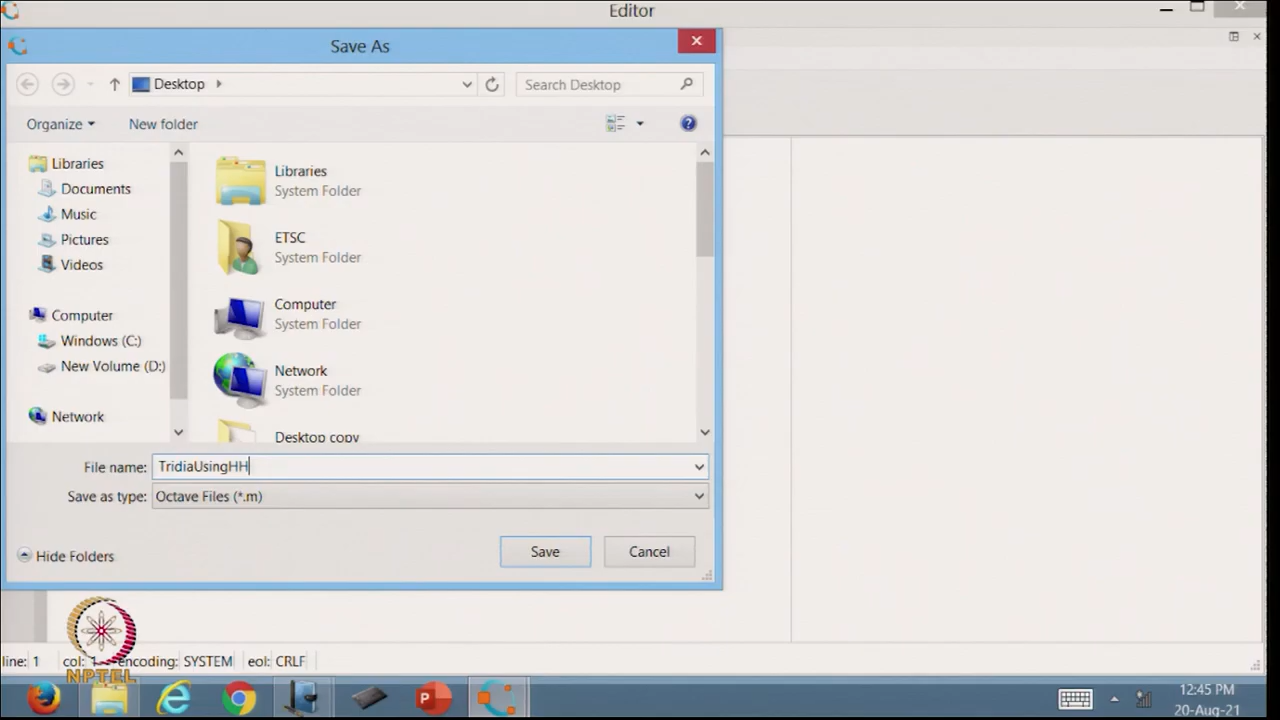 Editor
Save As
Desktop
Search Desktop
Organize
New folder
Libraries
Documents
Music
Pictures
Videos
Computer
Windows (C:)
New Volume (D:)
Network
Libraries
System Folder
ETSC
System Folder
Computer
System Folder
Network
System Folder
Desktop copy
File name: TridiaUsingHH
Save as type: Octave Files (*.m)
Hide Folders
Save
Cancel
line: 1 col: 1 encoding: SYSTEM eol: CRLF
NPTEL
12:45 PM
20-Aug-21